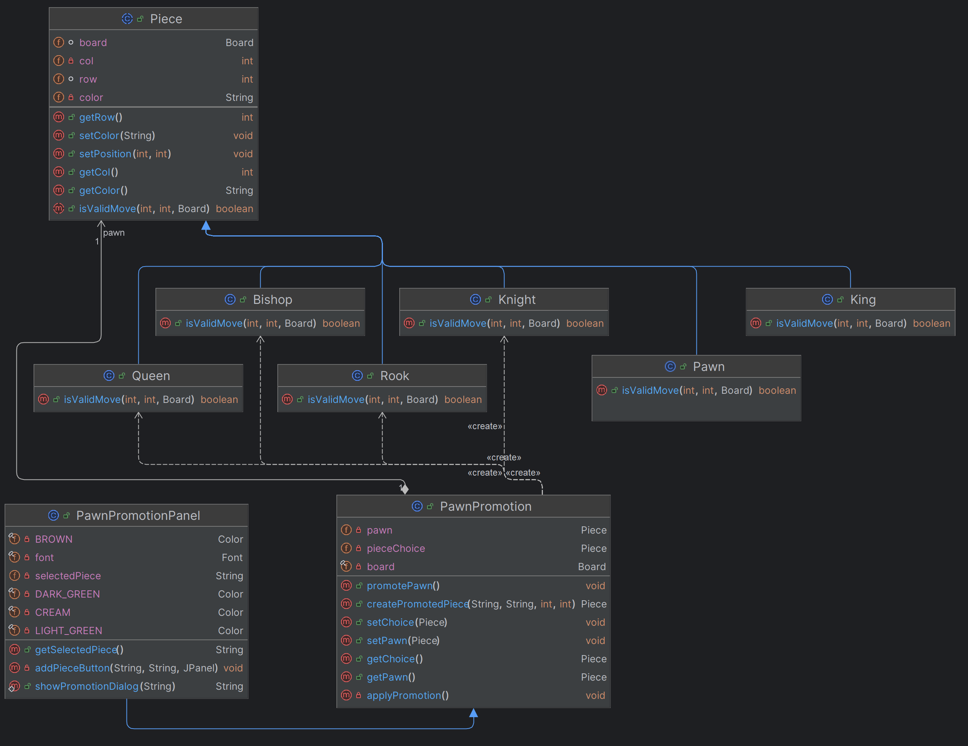 Piece
board Board
col int
row int
color String
getRow() int
setColor(String) void
setPosition(int, int) void
getCol() int
getColor() String
isValidMove(int, int, Board) boolean
pawn
1
Bishop
isValidMove(int, int, Board) boolean
Knight
isValidMove(int, int, Board) boolean
King
isValidMove(int, int, Board) boolean
Queen
isValidMove(int, int, Board) boolean
Rook
isValidMove(int, int, Board) boolean
Pawn
isValidMove(int, int, Board) boolean
«create»
«create»
«create» «create»
1
PawnPromotionPanel
BROWN Color
font Font
selectedPiece String
DARK_GREEN Color
CREAM Color
LIGHT_GREEN Color
getSelectedPiece() String
addPieceButton(String, String, JPanel) void
showPromotionDialog(String) String
PawnPromotion
pawn Piece
pieceChoice Piece
board Board
promotePawn() void
createPromotedPiece(String, String, int, int) Piece
setChoice(Piece) void
setPawn(Piece) void
getChoice() Piece
getPawn() Piece
applyPromotion() void